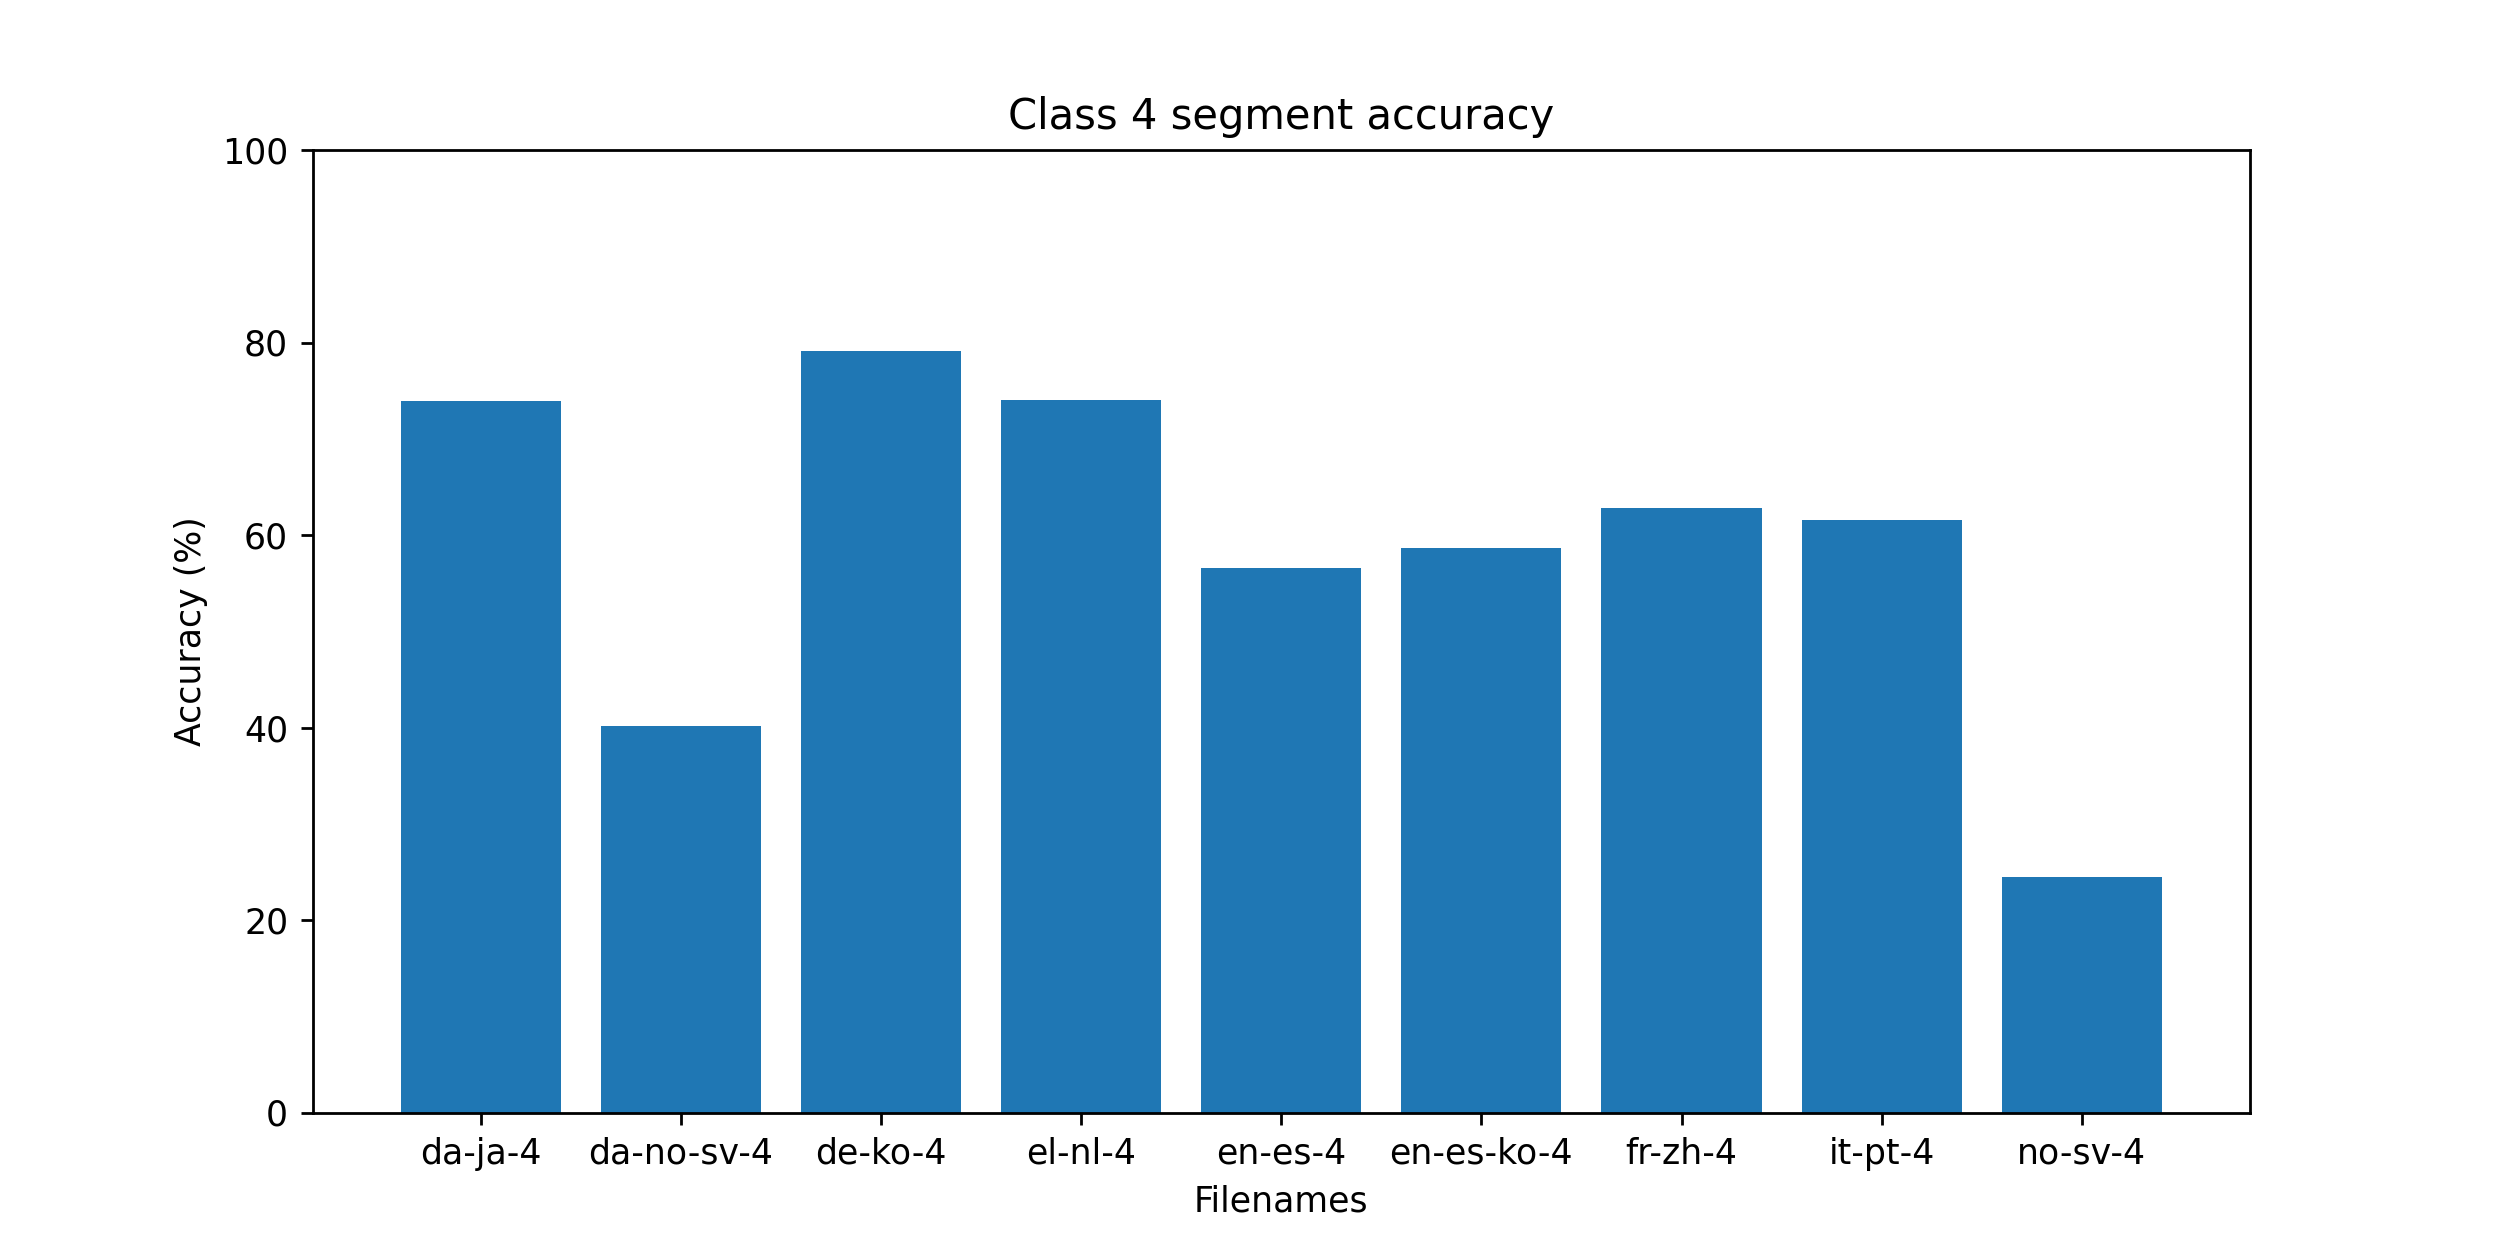 Class 4 segment accuracy
100
80
60
40
20
0
Accuracy (%)
da-ja-4 da-no-sv-4 de-ko-4 el-nl-4 en-es-4 en-es-ko-4 fr-zh-4 it-pt-4 no-sv-4
Filenames